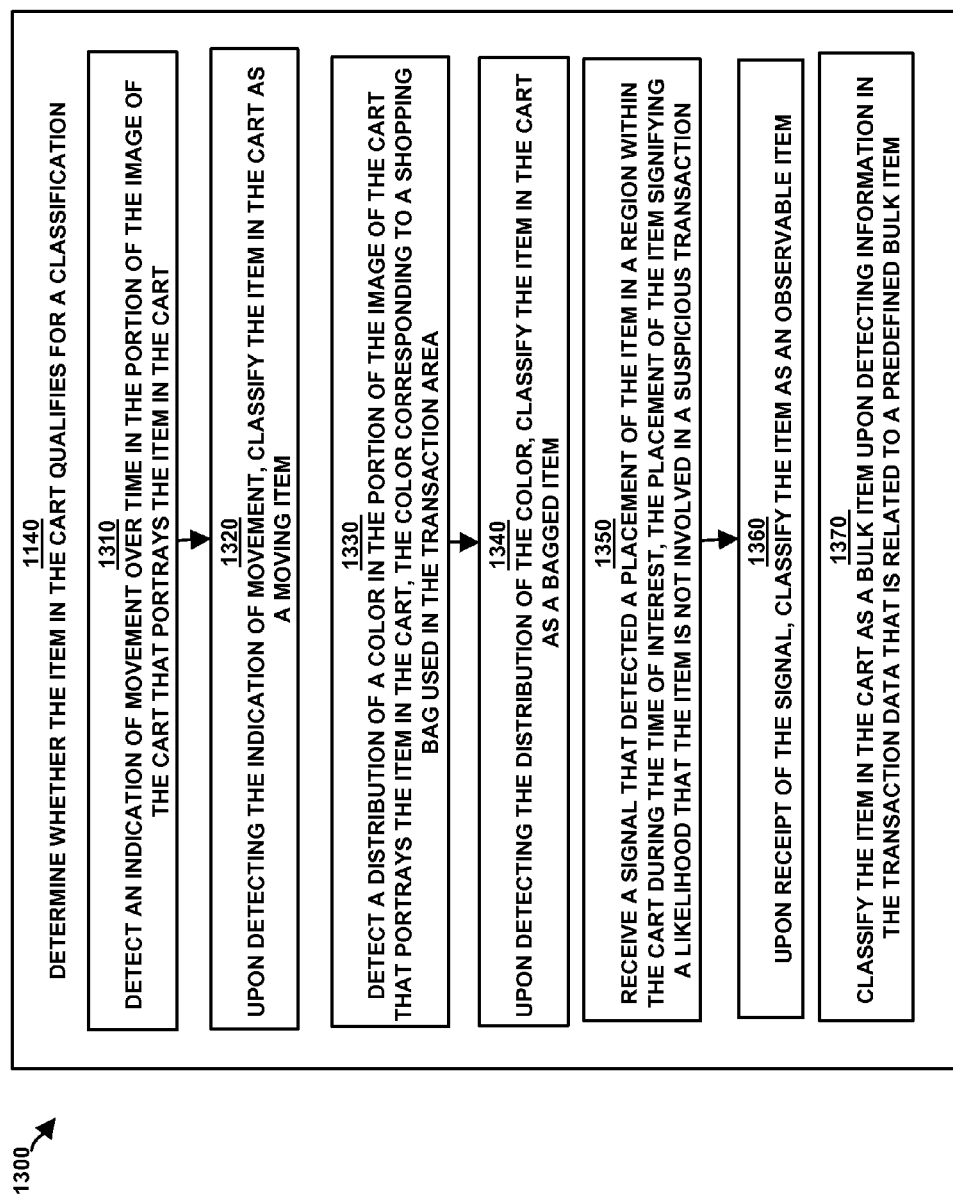 1300
1140
DETERMINE WHETHER THE ITEM IN THE CART QUALIFIES FOR A CLASSIFICATION
1310
DETECT AN INDICATION OF MOVEMENT OVER TIME IN THE PORTION OF THE IMAGE OF
THE CART THAT PORTRAYS THE ITEM IN THE CART
1320
UPON DETECTING THE INDICATION OF MOVEMENT, CLASSIFY THE ITEM IN THE CART AS
A MOVING ITEM
1330
DETECT A DISTRIBUTION OF A COLOR IN THE PORTION OF THE IMAGE OF THE CART
THAT PORTRAYS THE ITEM IN THE CART, THE COLOR CORRESPONDING TO A SHOPPING
BAG USED IN THE TRANSACTION AREA
1340
UPON DETECTING THE DISTRIBUTION OF THE COLOR, CLASSIFY THE ITEM IN THE CART
AS A BAGGED ITEM
1350
RECEIVE A SIGNAL THAT DETECTED A PLACEMENT OF THE ITEM IN A REGION WITHIN
THE CART DURING THE TIME OF INTEREST, THE PLACEMENT OF THE ITEM SIGNIFYING
A LIKELIHOOD THAT THE ITEM IS NOT INVOLVED IN A SUSPICIOUS TRANSACTION
1360
UPON RECEIPT OF THE SIGNAL, CLASSIFY THE ITEM AS AN OBSERVABLE ITEM
1370
CLASSIFY THE ITEM IN THE CART AS A BULK ITEM UPON DETECTING INFORMATION IN
THE TRANSACTION DATA THAT IS RELATED TO A PREDEFINED BULK ITEM